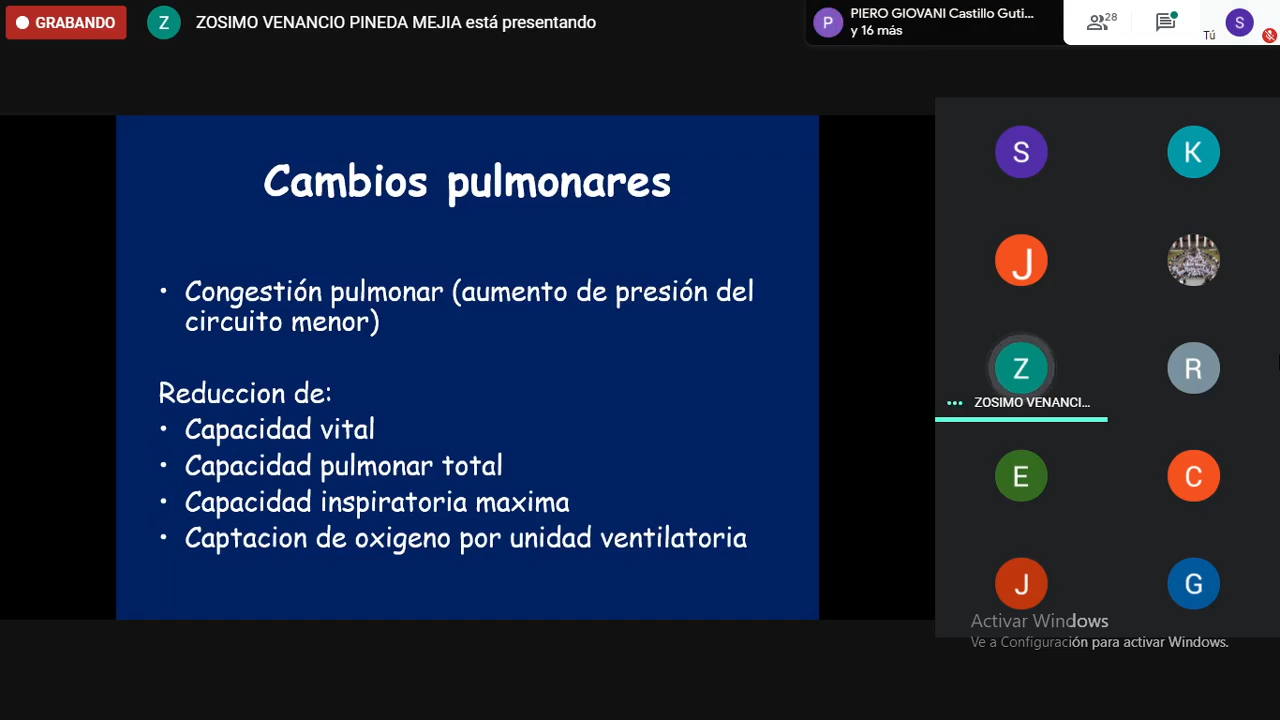 GRABANDO
Z
ZOSIMO VENANCIO PINEDA MEJIA está presentando
P
PIERO GIOVANI Castillo Guti...
y 16 más
28
Tú
S
Cambios pulmonares
• Congestión pulmonar (aumento de presión del
circuito menor)
Reduccion de:
• Capacidad vital
• Capacidad pulmonar total
• Capacidad inspiratoria maxima
• Captacion de oxigeno por unidad ventilatoria
S
K
J
Z
R
ZOSIMO VENANCI...
E
C
J
G
Activar Windows
Ve a Configuración para activar Windows.